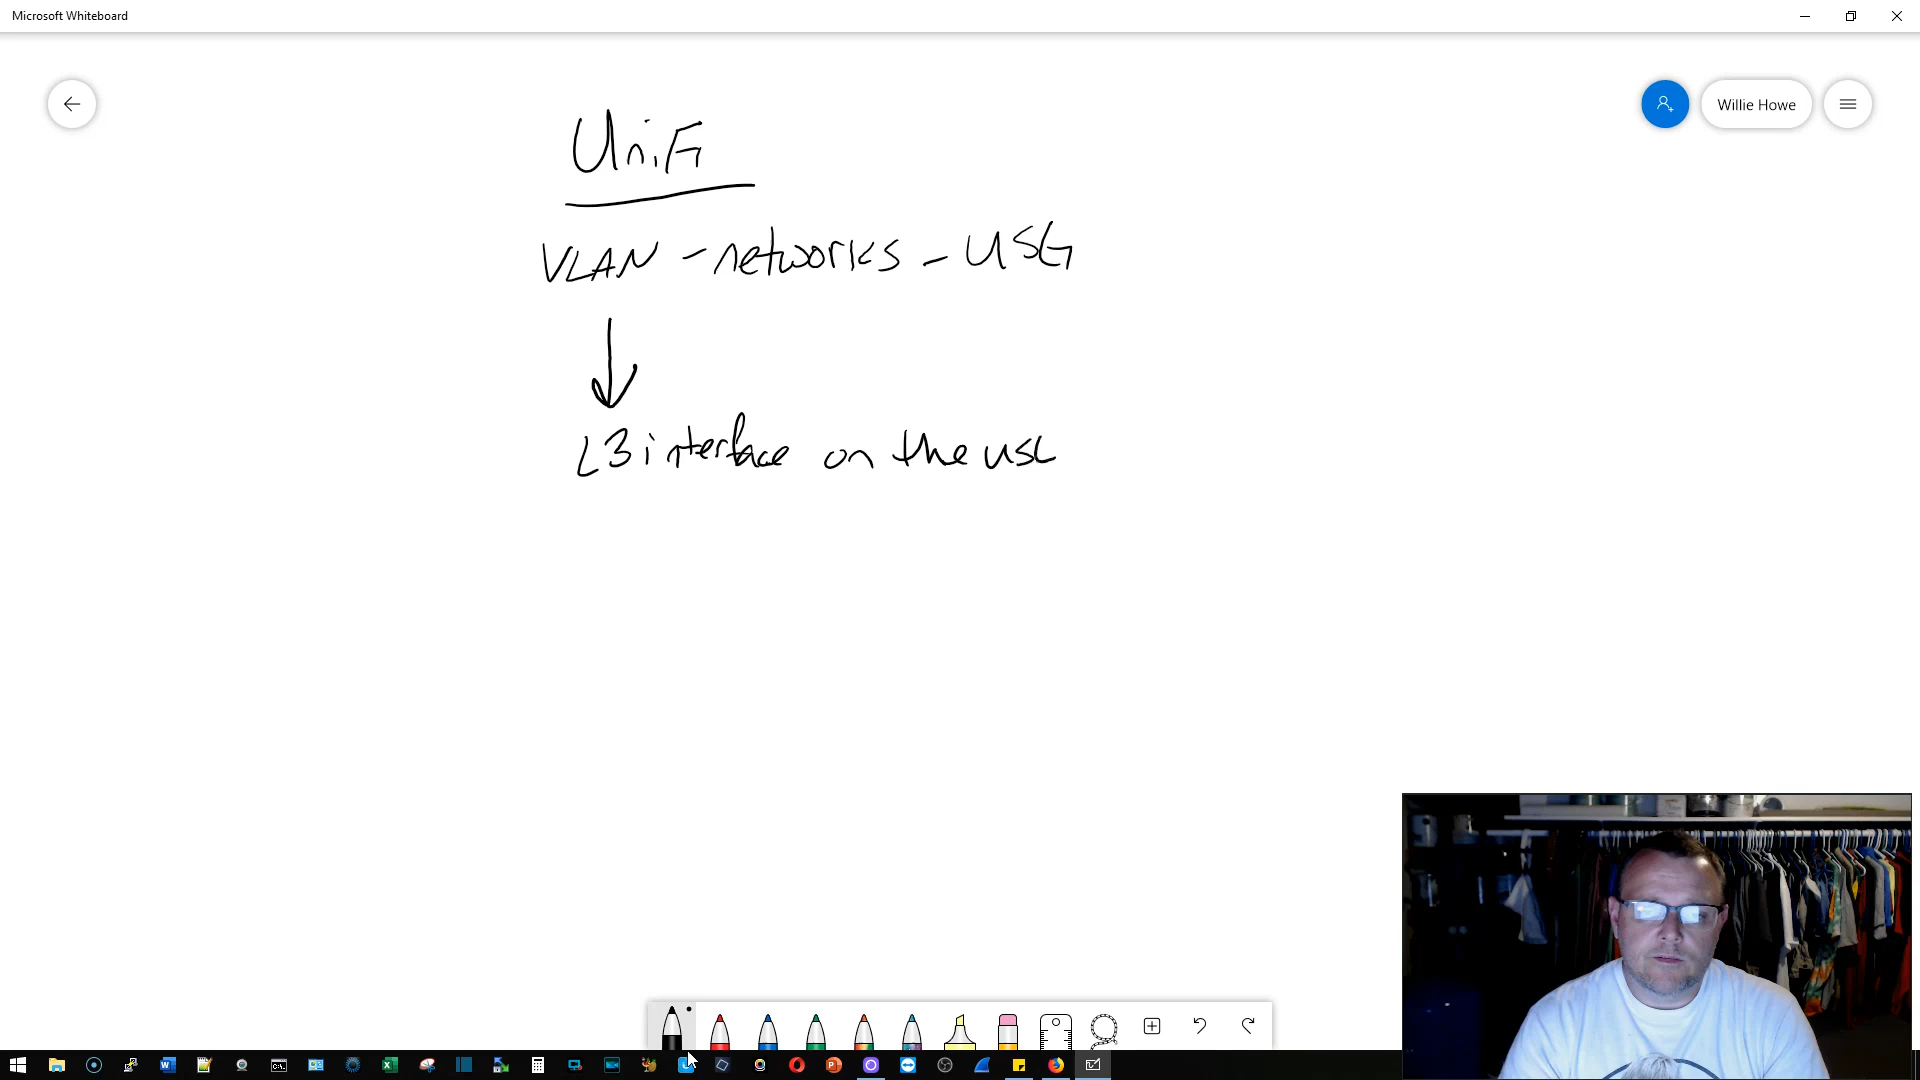 Microsoft Whiteboard
Willie Howe
UniFi
VLAN - networks - USG
L3 interface on the USG